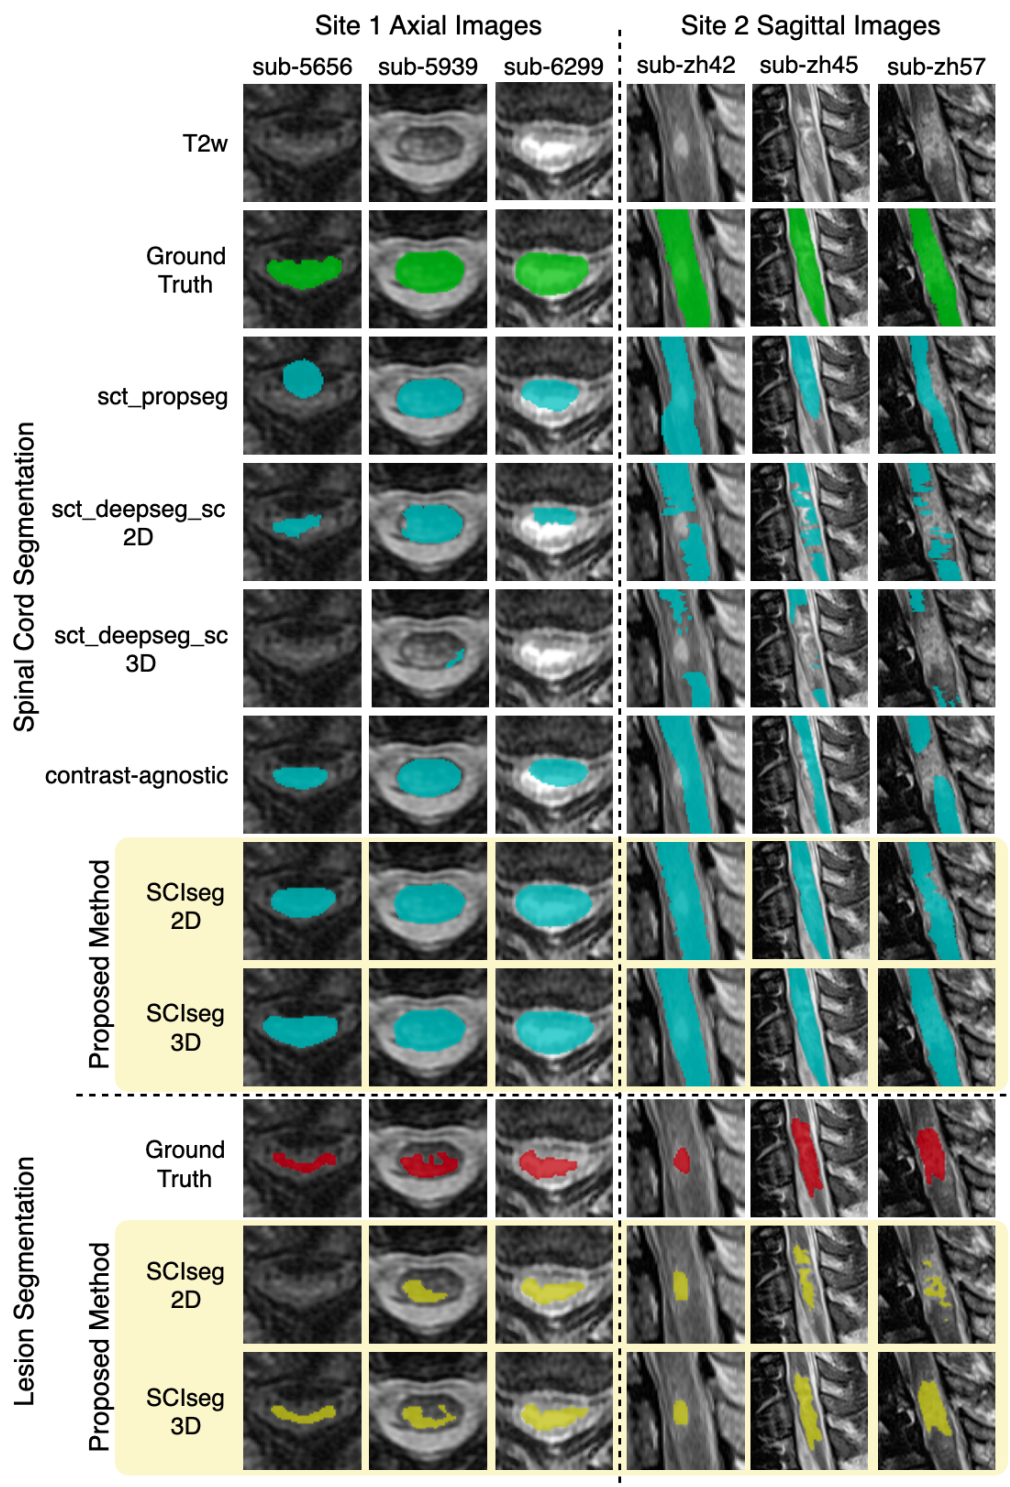 Site 1 Axial Images
Site 2 Sagittal Images
sub-5656
sub-5939
sub-6299
sub-zh42
sub-zh45
sub-zh57
Spinal Cord Segmentation
T2w
Ground
Truth
sct_propseg
sct_deepseg_sc
2D
sct_deepseg_sc
3D
contrast-agnostic
Proposed Method
SCIseg
2D
SCIseg
3D
Lesion Segmentation
Ground
Truth
Proposed Method
SCIseg
2D
SCIseg
3D